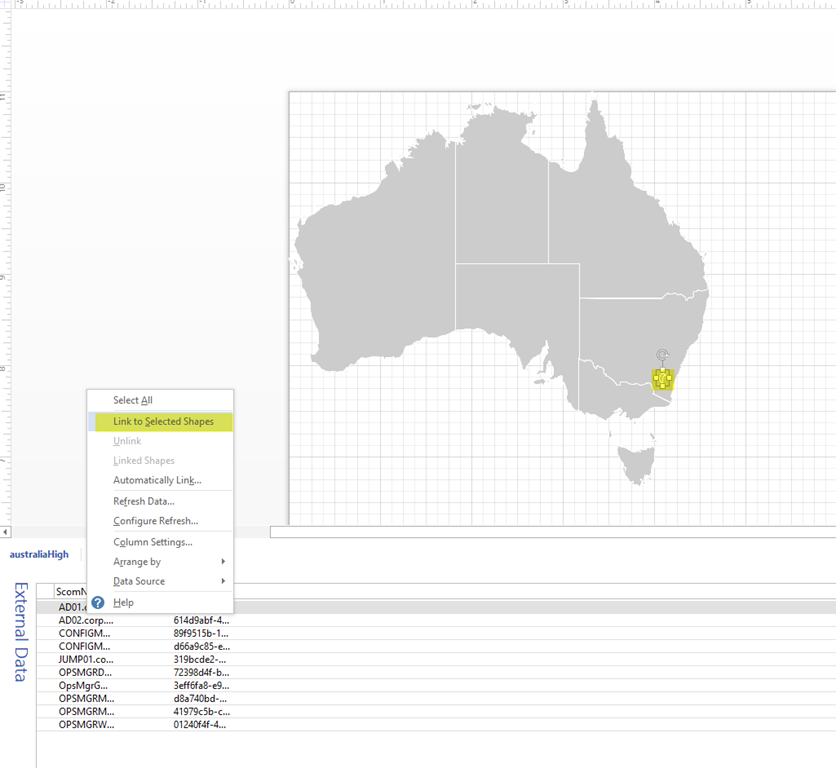 Select All
Link to Selected Shapes
Unlink
Linked Shapes
Automatically Link...
Refresh Data...
Configure Refresh...
Column Settings...
Arrange by
Data Source
? Help
australiaHigh
External Data
ScomN
AD01.c
AD02.corp.... 614d9abf-4...
CONFIGM... 89f9515b-1...
CONFIGM... d66a9c85-e...
JUMP01.co... 319bcde2-...
OPSMGRD... 72398d4f-b...
OpsMgrG... 3eff6fa8-e9...
OPSMGRM... d8a740bd-...
OPSMGRM... 41979c5b-c...
OPSMGRW... 01240f4f-4...